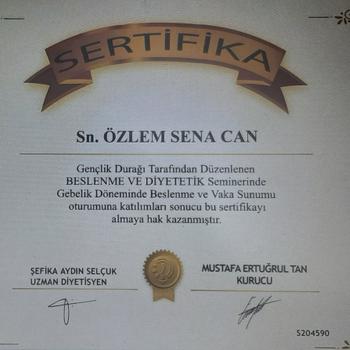 SERTİFİKA
Sn. ÖZLEM SENA CAN
Gençlik Durağı Tarafından Düzenlenen
BESLENME VE DİYETETİK Seminerinde
Gebelik Döneminde Beslenme ve Vaka Sunumu
oturumuna katılımları sonucu bu sertifikayı
almaya hak kazanmıştır.
ŞEFİKA AYDIN SELÇUK
UZMAN DİYETİSYEN
MUSTAFA ERTUĞRUL TAN
KURUCU
5204590